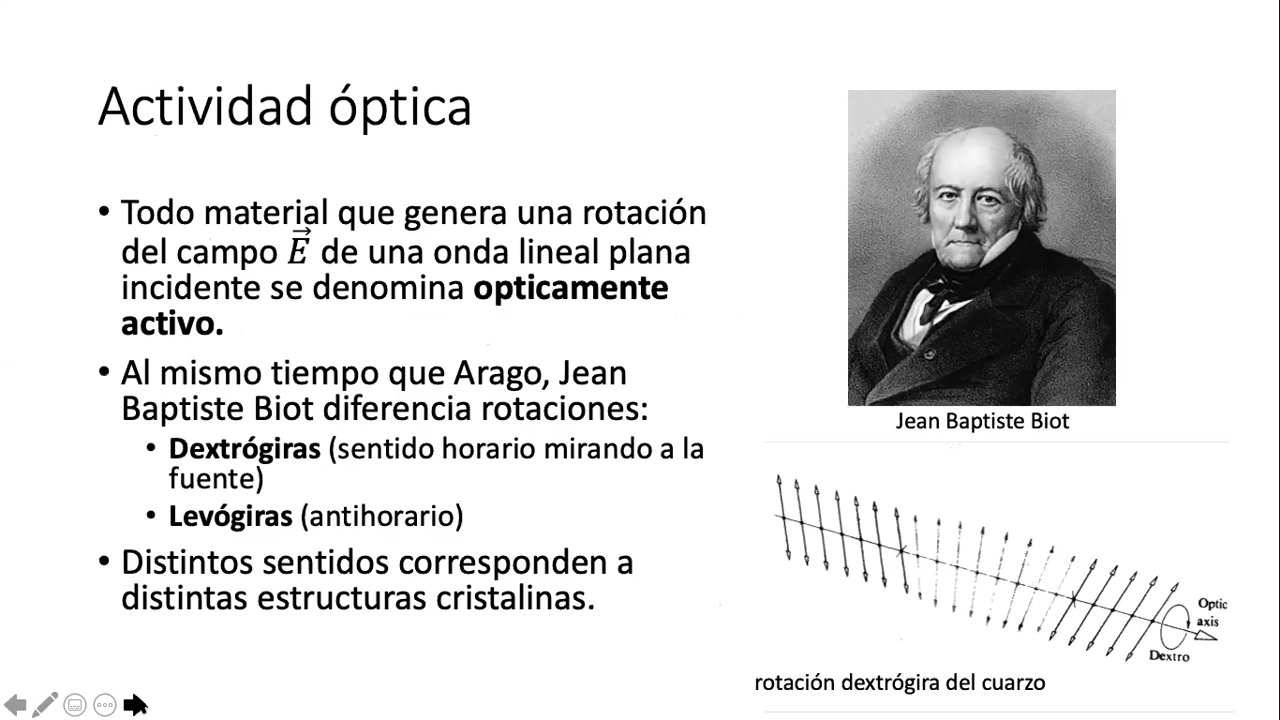 Actividad óptica
• Todo material que genera una rotación
del campo $\vec{E}$ de una onda lineal plana
incidente se denomina opticamente
activo.
• Al mismo tiempo que Arago, Jean
Baptiste Biot diferencia rotaciones:
• Dextrógiras (sentido horario mirando a la
fuente)
• Levógiras (antihorario)
• Distintos sentidos corresponden a
distintas estructuras cristalinas.
Jean Baptiste Biot
Optic
axis
Dextro
rotación dextrógira del cuarzo